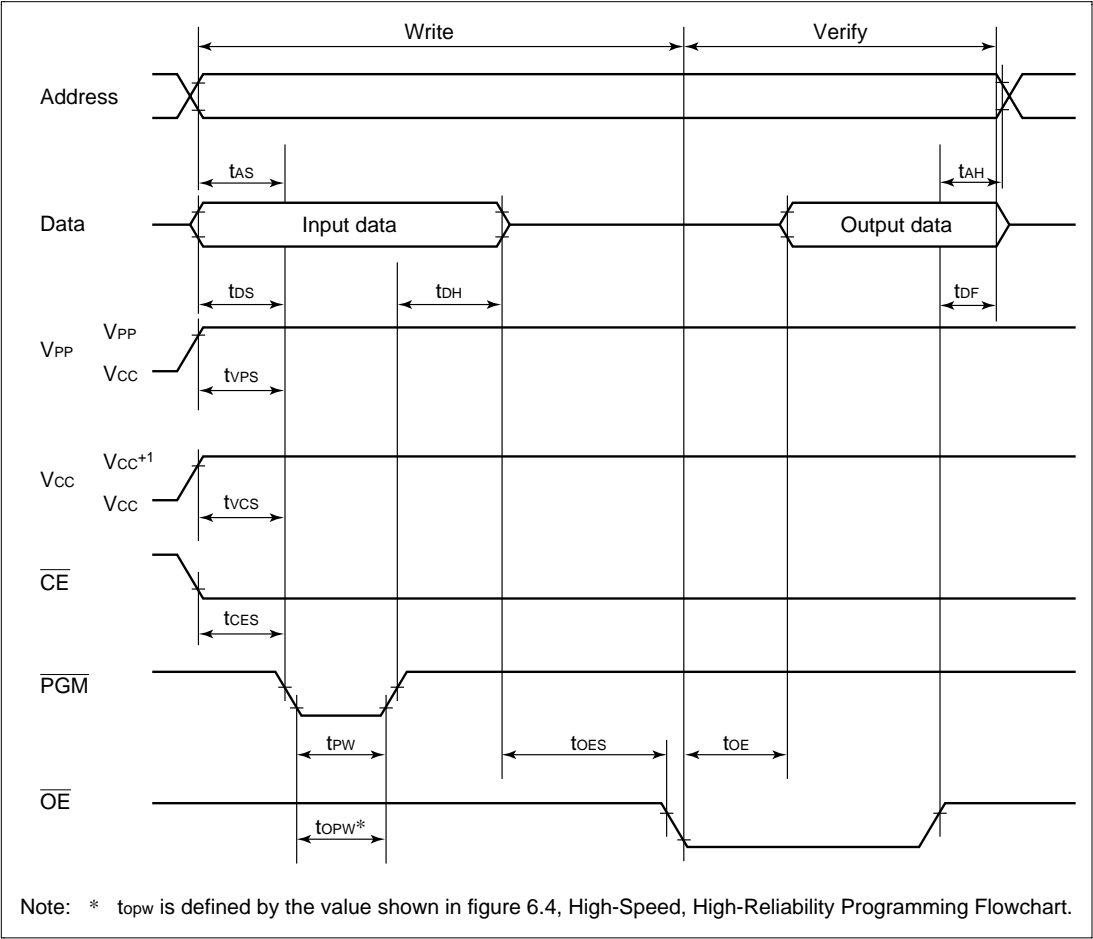 Write Verify
Address
tAS tAH
Data Input data Output data
tDS tDH tDF
VPP VPP
VCC
tVPS
VCC VCC+1
VCC
tVCS
CE
tCES
PGM
tPW tOES tOE
OE
tOPW*
Note: * topw is defined by the value shown in figure 6.4, High-Speed, High-Reliability Programming Flowchart.